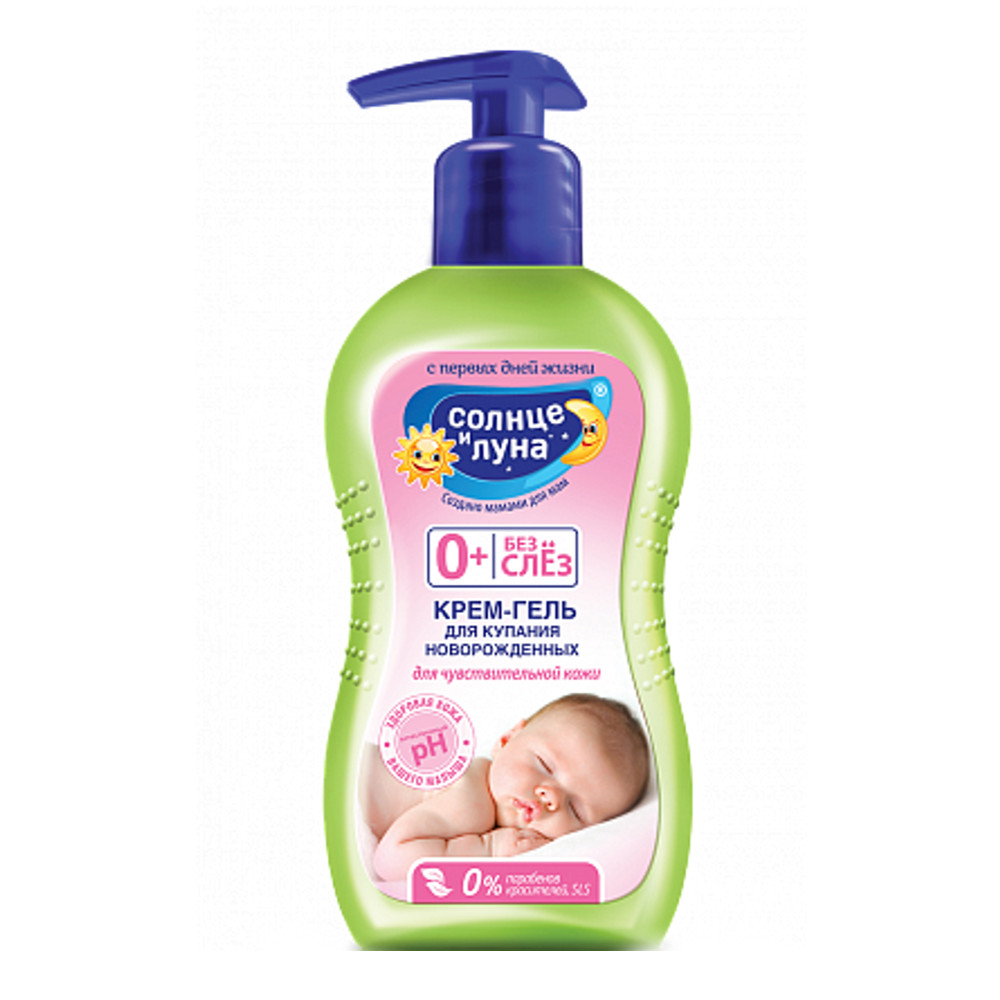 с первых дней жизни
®
СОЛНЦЕ
И ЛУНА
Создано мамами для мам
0+
БЕЗ
СЛЁЗ
КРЕМ-ГЕЛЬ
ДЛЯ КУПАНИЯ
НОВОРОЖДЕННЫХ
для чувствительной кожи
ЗДОРОВАЯ КОЖА
pH
ВАШЕГО МАЛЫША
0% парабенов
красителей, SLS